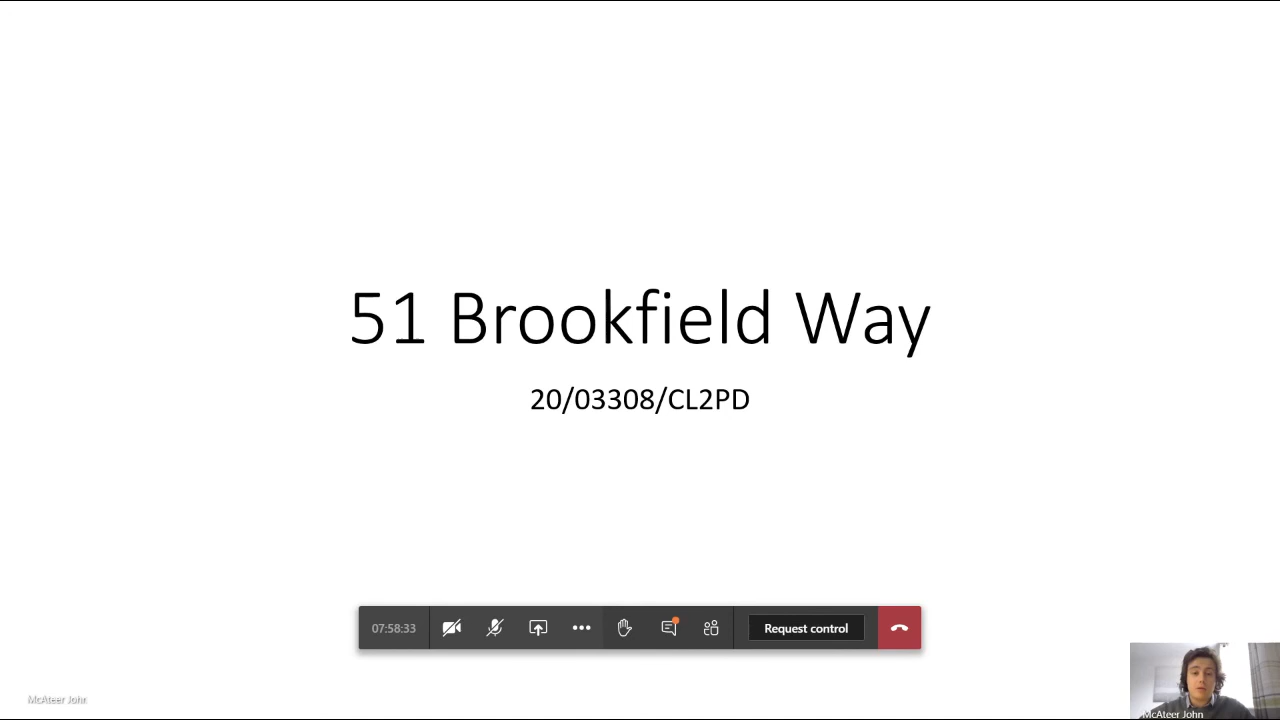 51 Brookfield Way
20/03308/CL2PD
07:58:33
Request control
McAteer John
McAteer John